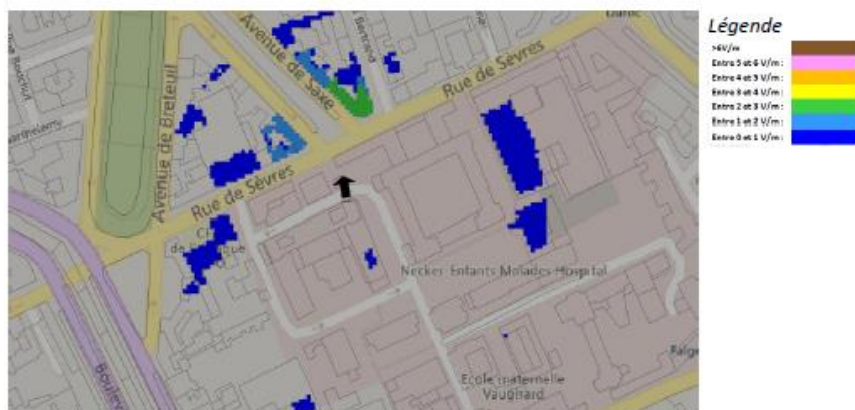 Légende
>6V/m
Entre 5 et 6 V/m :
Entre 4 et 5 V/m :
Entre 3 et 4 V/m :
Entre 2 et 3 V/m :
Entre 1 et 2 V/m :
Entre 0 et 1 V/m :
Avenue de Saxe
Bertrand
Rue de Sèvres
Avenue de Breteuil
Rue de Sèvres
Necker-Enfants Malades Hospital
Ecole maternelle
Vaugirard